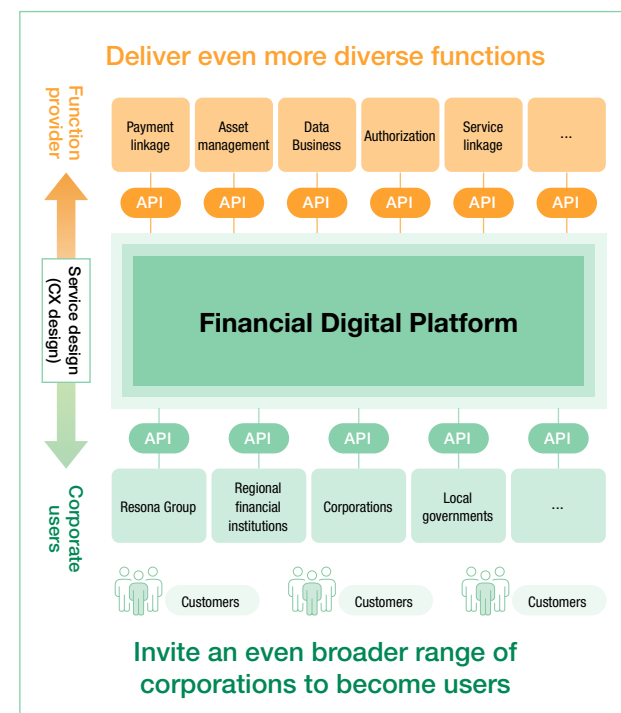 Deliver even more diverse functions
Function
provider
Payment
linkage
Asset
management
Data
Business
Authorization
Service
linkage
...
API
API
API
API
API
API
Service design
(CX design)
Financial Digital Platform
API
API
API
API
API
Corporate
users
Resona Group
Regional
financial
institutions
Corporations
Local
governments
...
Customers
Customers
Customers
Invite an even broader range of
corporations to become users